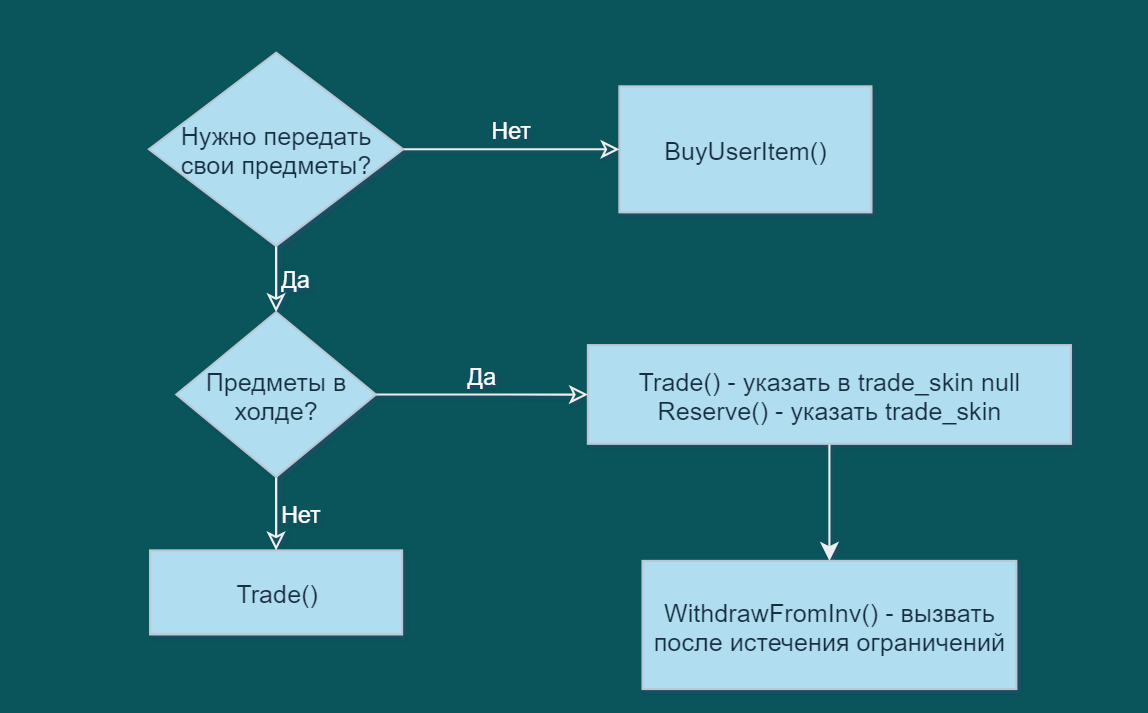 Нужно передать
свои предметы?
Нет
BuyUserItem()
Да
Предметы в
холде?
Да
Trade() - указать в trade_skin null
Reserve() - указать trade_skin
Нет
Trade()
WithdrawFromInv() - вызвать
после истечения ограничений